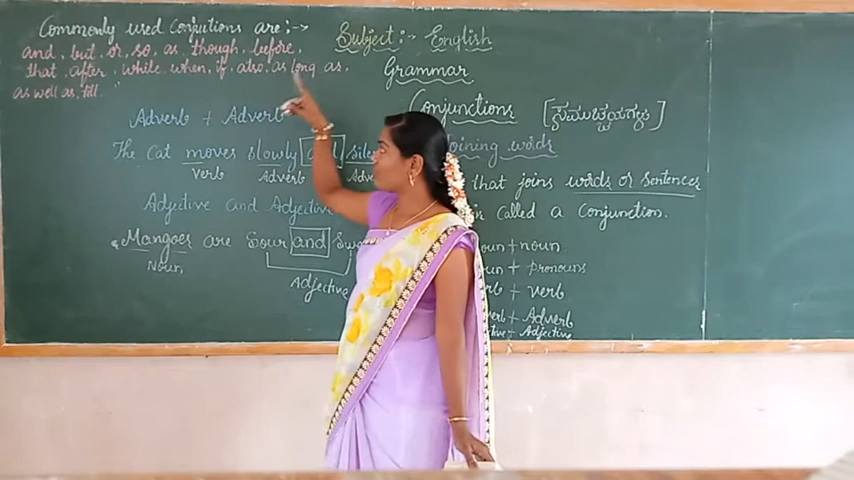 Commonly used Conjuctions are :->
and, but, or, so, as though, before,
that, after, while, when, if, also, as long as,
as well as, till.
Adverb + Adverb
The Cat moves slowly
verb Adverb
Adjective and Adjective
Mangoes are Sour and
Noun,
Adjective
Subject :- English
Grammar
Conjunctions
Joining words
that joins words or sentences
called a Conjunction.
noun + noun
+ pronouns
+ verb
+ Adverb
+ Adjective